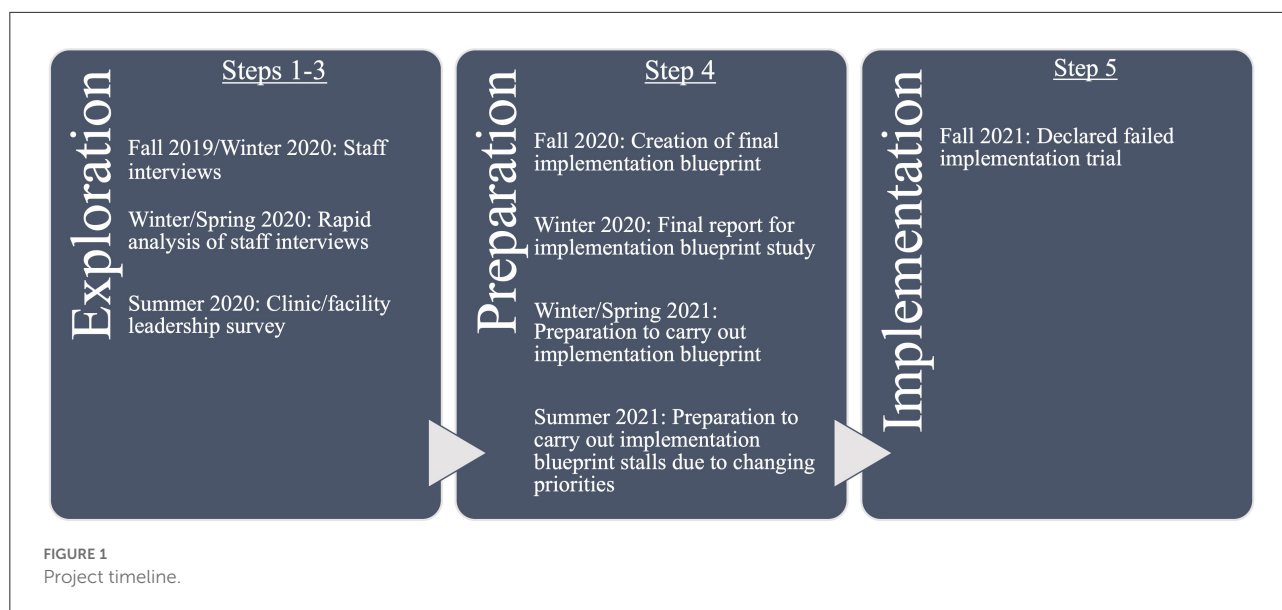 Exploration
Steps 1-3
Fall 2019/Winter 2020: Staff
interviews
Winter/Spring 2020: Rapid
analysis of staff interviews
Summer 2020: Clinic/facility
leadership survey
Preparation
Step 4
Fall 2020: Creation of final
implementation blueprint
Winter 2020: Final report for
implementation blueprint study
Winter/Spring 2021:
Preparation to carry out
implementation blueprint
Summer 2021: Preparation to
carry out implementation
blueprint stalls due to changing
priorities
Implementation
Step 5
Fall 2021: Declared failed
implementation trial
FIGURE 1
Project timeline.